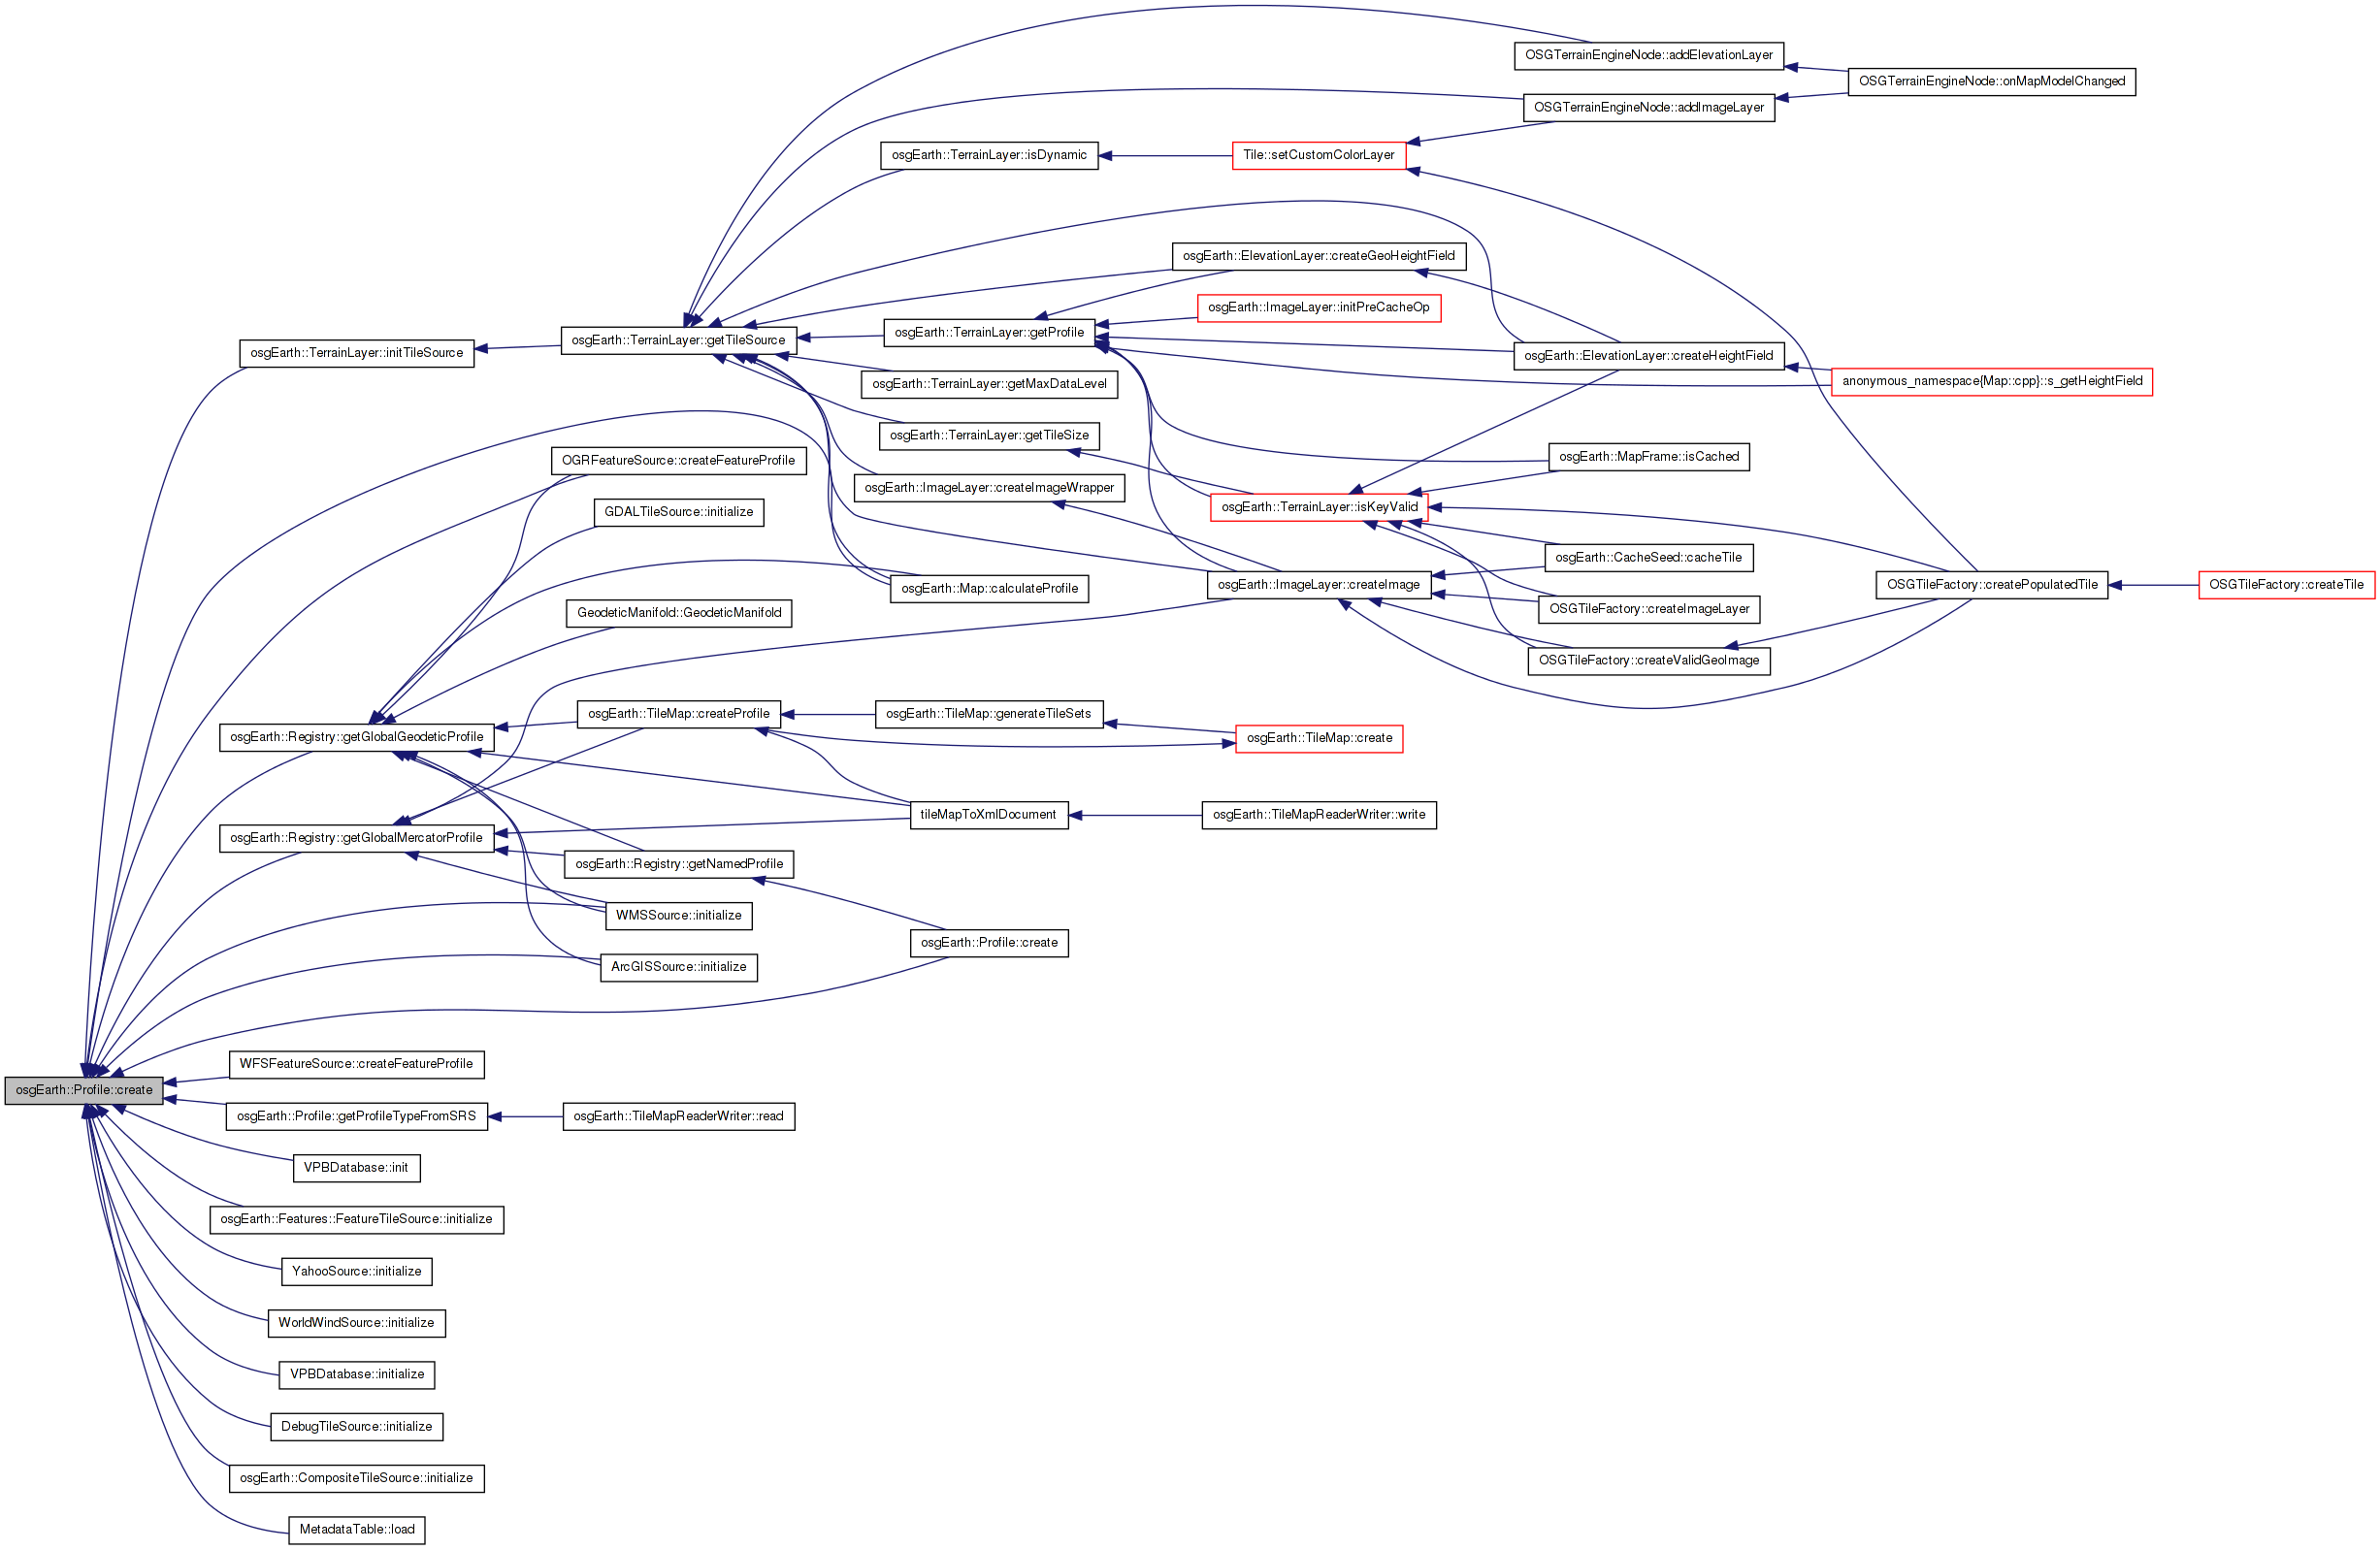 OSGTerrainEngineNode::addElevationLayer
OSGTerrainEngineNode::onMapModelChanged
OSGTerrainEngineNode::addImageLayer
osgEarth::TerrainLayer::isDynamic
Tile::setCustomColorLayer
osgEarth::ElevationLayer::createGeoHeightField
osgEarth::ImageLayer::initPreCacheOp
osgEarth::TerrainLayer::getProfile
osgEarth::TerrainLayer::getTileSource
osgEarth::TerrainLayer::initTileSource
osgEarth::ElevationLayer::createHeightField
anonymous_namespace{Map::cpp}::s_getHeightField
osgEarth::TerrainLayer::getMaxDataLevel
osgEarth::TerrainLayer::getTileSize
OGRFeatureSource::createFeatureProfile
osgEarth::MapFrame::isCached
osgEarth::ImageLayer::createImageWrapper
osgEarth::TerrainLayer::isKeyValid
GDALTileSource::initialize
osgEarth::CacheSeed::cacheTile
osgEarth::Map::calculateProfile
osgEarth::ImageLayer::createImage
OSGTileFactory::createPopulatedTile
OSGTileFactory::createTile
GeodeticManifold::GeodeticManifold
OSGTileFactory::createImageLayer
OSGTileFactory::createValidGeoImage
osgEarth::TileMap::createProfile
osgEarth::TileMap::generateTileSets
osgEarth::Registry::getGlobalGeodeticProfile
osgEarth::TileMap::create
osgEarth::Registry::getGlobalMercatorProfile
tileMapToXmlDocument
osgEarth::TileMapReaderWriter::write
osgEarth::Registry::getNamedProfile
WMSSource::initialize
osgEarth::Profile::create
ArcGISSource::initialize
WFSFeatureSource::createFeatureProfile
osgEarth::Profile::create
osgEarth::Profile::getProfileTypeFromSRS
osgEarth::TileMapReaderWriter::read
VPBDatabase::init
osgEarth::Features::FeatureTileSource::initialize
YahooSource::initialize
WorldWindSource::initialize
VPBDatabase::initialize
DebugTileSource::initialize
osgEarth::CompositeTileSource::initialize
MetadataTable::load